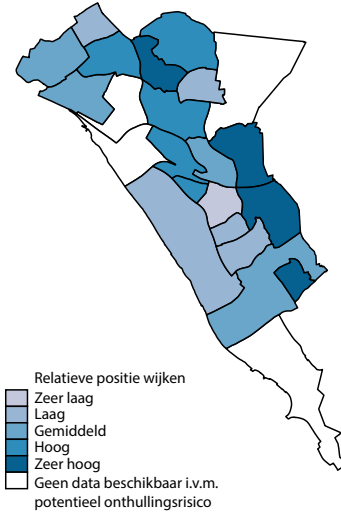 Relatieve positie wijken
Zeer laag
Laag
Gemiddeld
Hoog
Zeer hoog
Geen data beschikbaar i.v.m.
potentieel onthullingsrisico